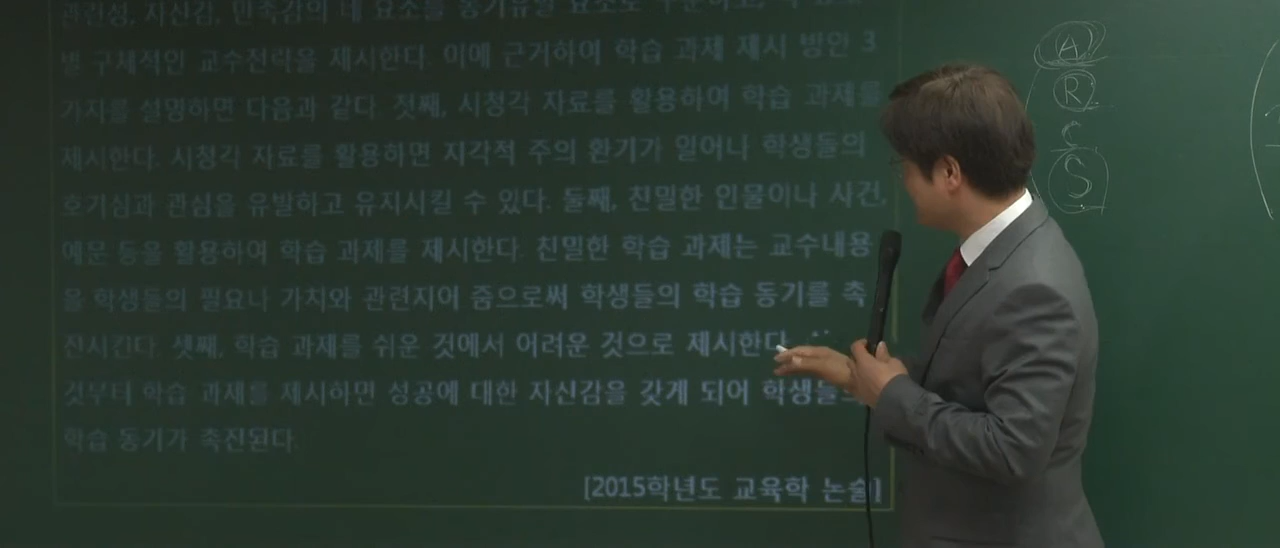 관련성, 자신감, 만족감의 네 요소를 동기유발 요소로
별 구체적인 교수전략을 제시한다. 이에 근거하여 학습 과제 제시 방안 3
가지를 설명하면 다음과 같다. 첫째, 시청각 자료를 활용하여 학습 과제를
제시한다. 시청각 자료를 활용하면 지각적 주의 환기가 일어나 학생들의
호기심과 관심을 유발하고 유지시킬 수 있다. 둘째, 친밀한 인물이나 사건,
예문 등을 활용하여 학습 과제를 제시한다. 친밀한 학습 과제는 교수내용
을 학생들의 필요나 가치와 관련지어 줌으로써 학생들의 학습 동기를 촉
진시킨다. 셋째, 학습 과제를 쉬운 것에서 어려운 것으로 제시한다.
것부터 학습 과제를 제시하면 성공에 대한 자신감을 갖게 되어 학생들의
학습 동기가 촉진된다.
[2015학년도 교육학 논술]
A
R
C
S